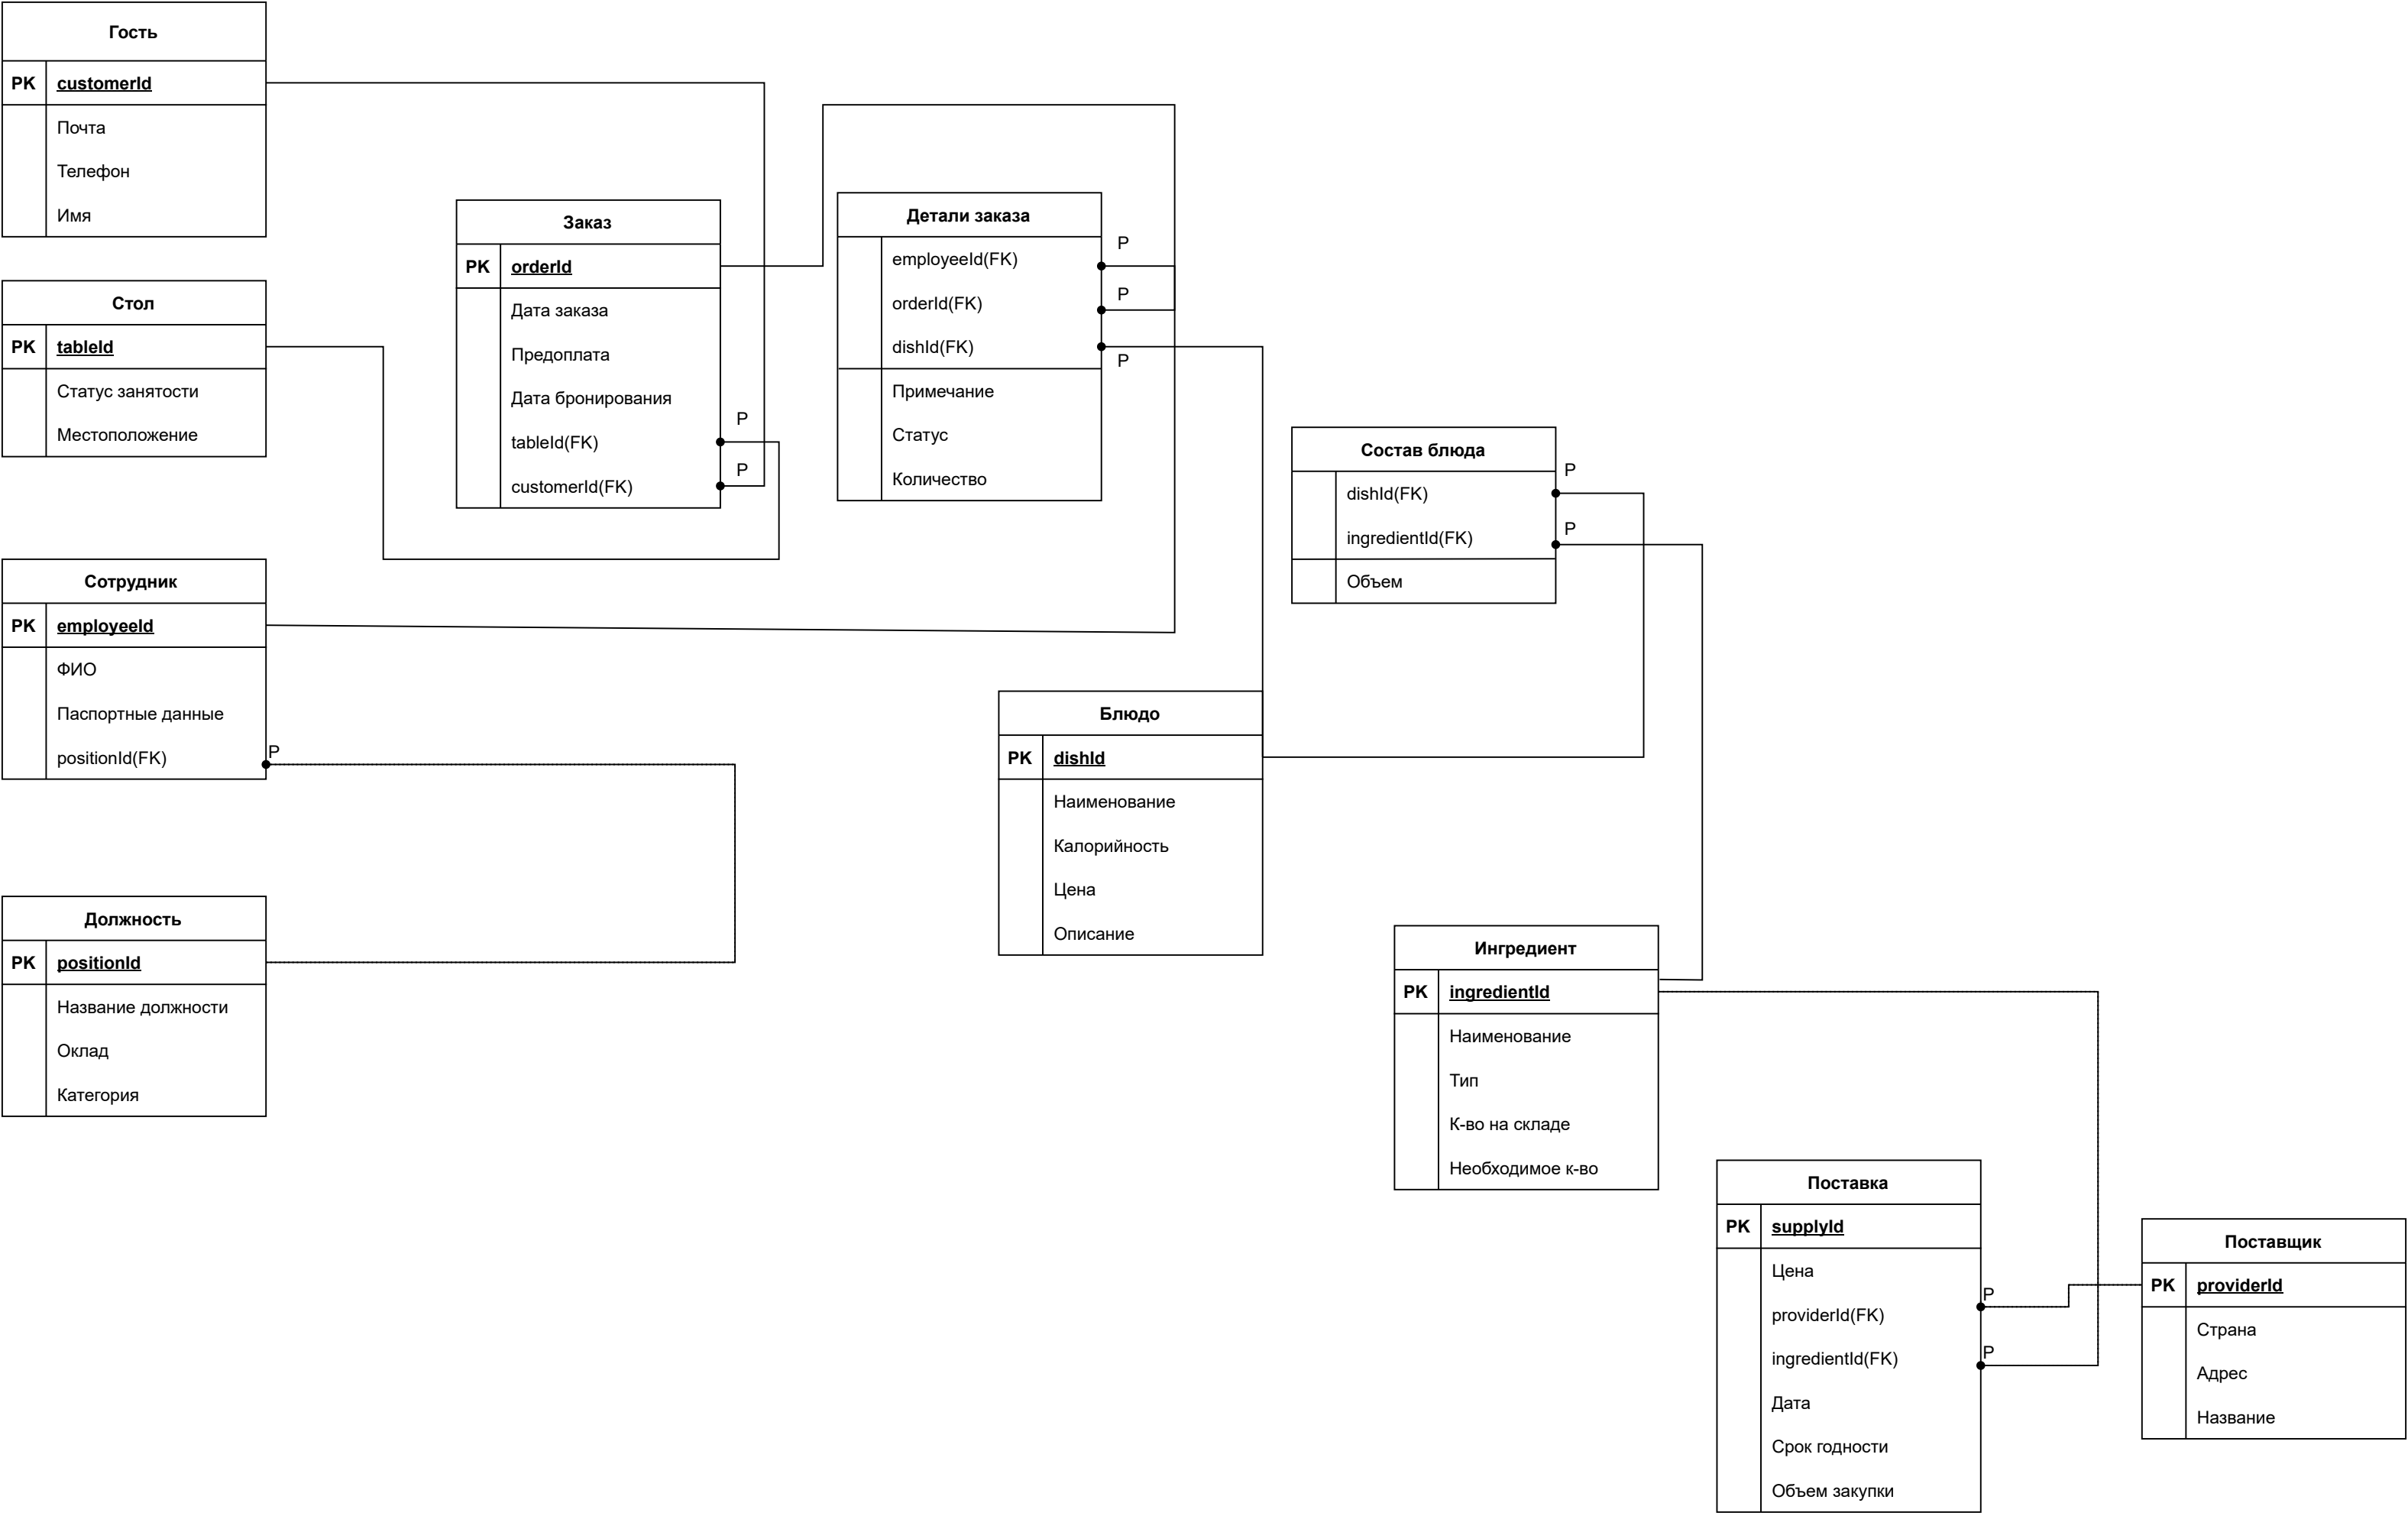 Гость
PK customerId
Почта
Телефон
Имя
Стол
PK tableId
Статус занятости
Местоположение
Сотрудник
PK employeeId
ФИО
Паспортные данные
positionId(FK)
P
Должность
PK positionId
Название должности
Оклад
Категория
Заказ
PK orderId
Дата заказа
Предоплата
Дата бронирования
tableId(FK)
P
customerId(FK)
P
Детали заказа
employeeId(FK)
P
orderId(FK)
P
dishId(FK)
P
Примечание
Статус
Количество
Блюдо
PK dishId
Наименование
Калорийность
Цена
Описание
Состав блюда
dishId(FK)
P
ingredientId(FK)
P
Объем
Ингредиент
PK ingredientId
Наименование
Тип
К-во на складе
Необходимое к-во
Поставка
PK supplyId
Цена
providerId(FK)
P
ingredientId(FK)
P
Дата
Срок годности
Объем закупки
Поставщик
PK providerId
Страна
Адрес
Название